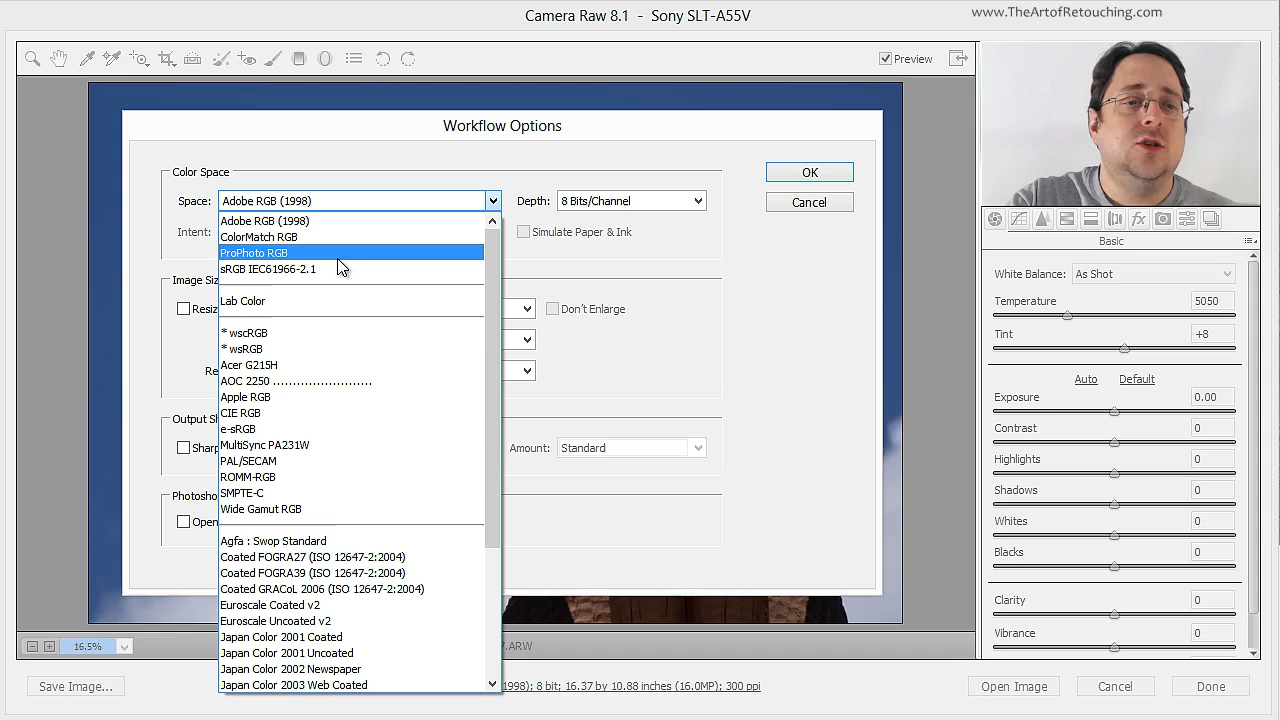 Camera Raw 8.1 - Sony SLT-A55V
www.TheArtofRetouching.com
Preview
Workflow Options
Color Space
Space: Adobe RGB (1998)
Depth: 8 Bits/Channel
OK
Adobe RGB (1998)
ColorMatch RGB
Intent:
Simulate Paper & Ink
Cancel
ProPhoto RGB
sRGB IEC61966-2.1
Lab Color
Don't Enlarge
* wscRGB
* wsRGB
Acer G215H
AOC 2250 .........................
Apple RGB
CIE RGB
e-sRGB
MultiSync PA231W
Amount: Standard
PAL/SECAM
ROMM-RGB
SMPTE-C
Wide Gamut RGB
Agfa : Swop Standard
Coated FOGRA27 (ISO 12647-2:2004)
Coated FOGRA39 (ISO 12647-2:2004)
Coated GRACoL 2006 (ISO 12647-2:2004)
Euroscale Coated v2
Euroscale Uncoated v2
Japan Color 2001 Coated
Japan Color 2001 Uncoated
Japan Color 2002 Newspaper
Japan Color 2003 Web Coated
16.5%
.ARW
Save Image...
1998); 8 bit; 16.37 by 10.88 inches (16.0MP); 300 ppi
Basic
White Balance: As Shot
Temperature 5050
Tint +8
Auto Default
Exposure 0.00
Contrast 0
Highlights 0
Shadows 0
Whites 0
Blacks 0
Clarity 0
Vibrance 0
Open Image
Cancel
Done